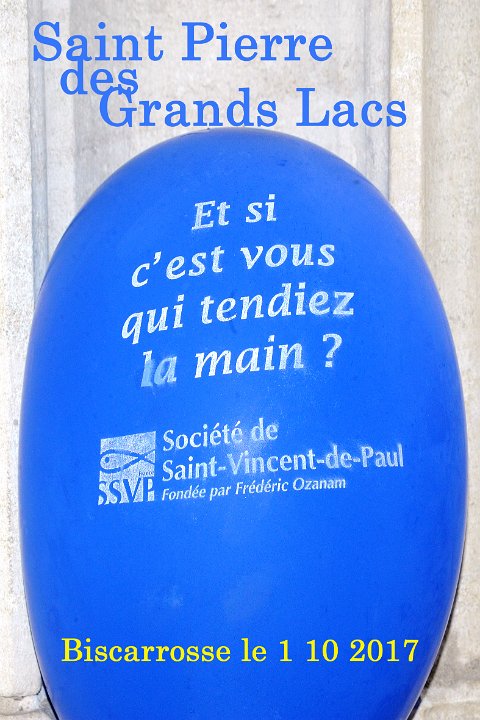 Saint Pierre
des
Grands Lacs
Et si
c'est vous
qui tendiez
la main ?
SSVP
Société de
Saint-Vincent-de-Paul
Fondée par Frédéric Ozanam
Biscarrosse le 1 10 2017